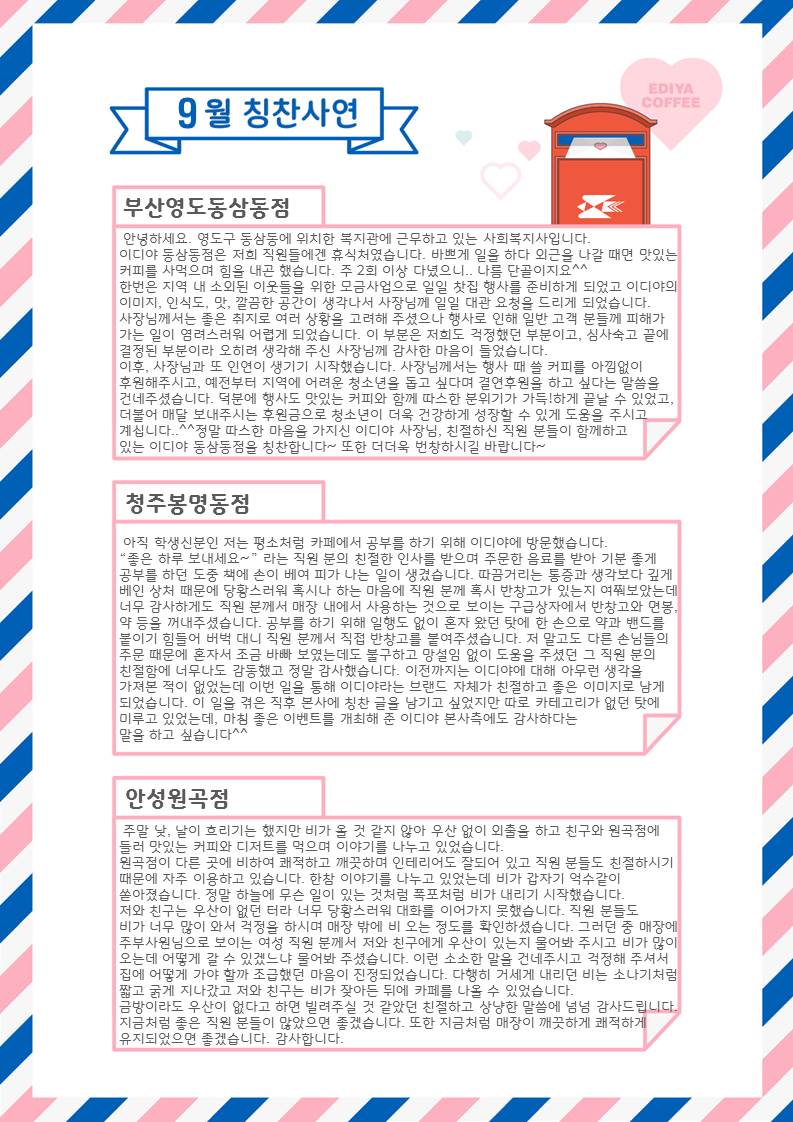 9월 칭찬사연
EDIYA
COFFEE
부산영도동삼동점
안녕하세요. 영도구 동삼동에 위치한 복지관에 근무하고 있는 사회복지사입니다.
이디야 동삼동점은 저희 직원들에겐 휴식처였습니다. 바쁘게 일을 하다 외근을 나갈 때면 맛있는
커피를 사먹으며 힘을 내곤 했습니다. 주 2회 이상 다녔으니.. 나름 단골이지요^^
한번은 지역 내 소외된 이웃들을 위한 모금사업으로 일일 찻집 행사를 준비하게 되었고 이디야의
이미지, 인식도, 맛, 깔끔한 공간이 생각나서 사장님께 일일 대관 요청을 드리게 되었습니다.
사장님께서는 좋은 취지로 여러 상황을 고려해 주셨으나 행사로 인해 일반 고객 분들께 피해가
가는 일이 염려스러워 어렵게 되었습니다. 이 부분은 저희도 걱정했던 부분이고, 심사숙고 끝에
결정된 부분이라 오히려 생각해 주신 사장님께 감사한 마음이 들었습니다.
이후, 사장님과 또 인연이 생기기 시작했습니다. 사장님께서는 행사 때 쓸 커피를 아낌없이
후원해주시고, 예전부터 지역에 어려운 청소년을 돕고 싶다며 결연후원을 하고 싶다는 말씀을
건네주셨습니다. 덕분에 행사도 맛있는 커피와 함께 따스한 분위기가 가득!하게 끝날 수 있었고,
더불어 매달 보내주시는 후원금으로 청소년이 더욱 건강하게 성장할 수 있게 도움을 주시고
계십니다..^^정말 따스한 마음을 가지신 이디야 사장님, 친절하신 직원 분들이 함께하고
있는 이디야 동삼동점을 칭찬합니다~ 또한 더더욱 번창하시길 바랍니다~
청주봉명동점
아직 학생신분인 저는 평소처럼 카페에서 공부를 하기 위해 이디야에 방문했습니다.
“좋은 하루 보내세요~” 라는 직원 분의 친절한 인사를 받으며 주문한 음료를 받아 기분 좋게
공부를 하던 도중 책에 손이 베여 피가 나는 일이 생겼습니다. 따끔거리는 통증과 생각보다 깊게
베인 상처 때문에 당황스러워 혹시나 하는 마음에 직원 분께 혹시 반창고가 있는지 여쭤보았는데
너무 감사하게도 직원 분께서 매장 내에서 사용하는 것으로 보이는 구급상자에서 반창고와 면봉,
약 등을 꺼내주셨습니다. 공부를 하기 위해 일행도 없이 혼자 왔던 탓에 한 손으로 약과 밴드를
붙이기 힘들어 버벅 대니 직원 분께서 직접 반창고를 붙여주셨습니다. 저 말고도 다른 손님들의
주문 때문에 혼자서 조금 바빠 보였는데도 불구하고 망설임 없이 도움을 주셨던 그 직원 분의
친절함에 너무나도 감동했고 정말 감사했습니다. 이전까지는 이디야에 대해 아무런 생각을
가져본 적이 없었는데 이번 일을 통해 이디야라는 브랜드 자체가 친절하고 좋은 이미지로 남게
되었습니다. 이 일을 겪은 직후 본사에 칭찬 글을 남기고 싶었지만 따로 카테고리가 없던 탓에
미루고 있었는데, 마침 좋은 이벤트를 개최해 준 이디야 본사측에도 감사하다는
말을 하고 싶습니다^^
안성원곡점
주말 낮, 날이 흐리기는 했지만 비가 올 것 같지 않아 우산 없이 외출을 하고 친구와 원곡점에
들러 맛있는 커피와 디저트를 먹으며 이야기를 나누고 있었습니다.
원곡점이 다른 곳에 비하여 쾌적하고 깨끗하며 인테리어도 잘되어 있고 직원 분들도 친절하시기
때문에 자주 이용하고 있습니다. 한참 이야기를 나누고 있었는데 비가 갑자기 억수같이
쏟아졌습니다. 정말 하늘에 무슨 일이 있는 것처럼 폭포처럼 비가 내리기 시작했습니다.
저와 친구는 우산이 없던 터라 너무 당황스러워 대화를 이어가지 못했습니다. 직원 분들도
비가 너무 많이 와서 걱정을 하시며 매장 밖에 비 오는 정도를 확인하셨습니다. 그러던 중 매장에
주부사원님으로 보이는 여성 직원 분께서 저와 친구에게 우산이 있는지 물어봐 주시고 비가 많이
오는데 어떻게 갈 수 있겠느냐 물어봐 주셨습니다. 이런 소소한 말을 건네주시고 걱정해 주셔서
집에 어떻게 가야 할까 조급했던 마음이 진정되었습니다. 다행히 거세게 내리던 비는 소나기처럼
짧고 굵게 지나갔고 저와 친구는 비가 잦아든 뒤에 카페를 나올 수 있었습니다.
금방이라도 우산이 없다고 하면 빌려주실 것 같았던 친절하고 상냥한 말씀에 넘넘 감사드립니다.
지금처럼 좋은 직원 분들이 많았으면 좋겠습니다. 또한 지금처럼 매장이 깨끗하게 쾌적하게
유지되었으면 좋겠습니다. 감사합니다.